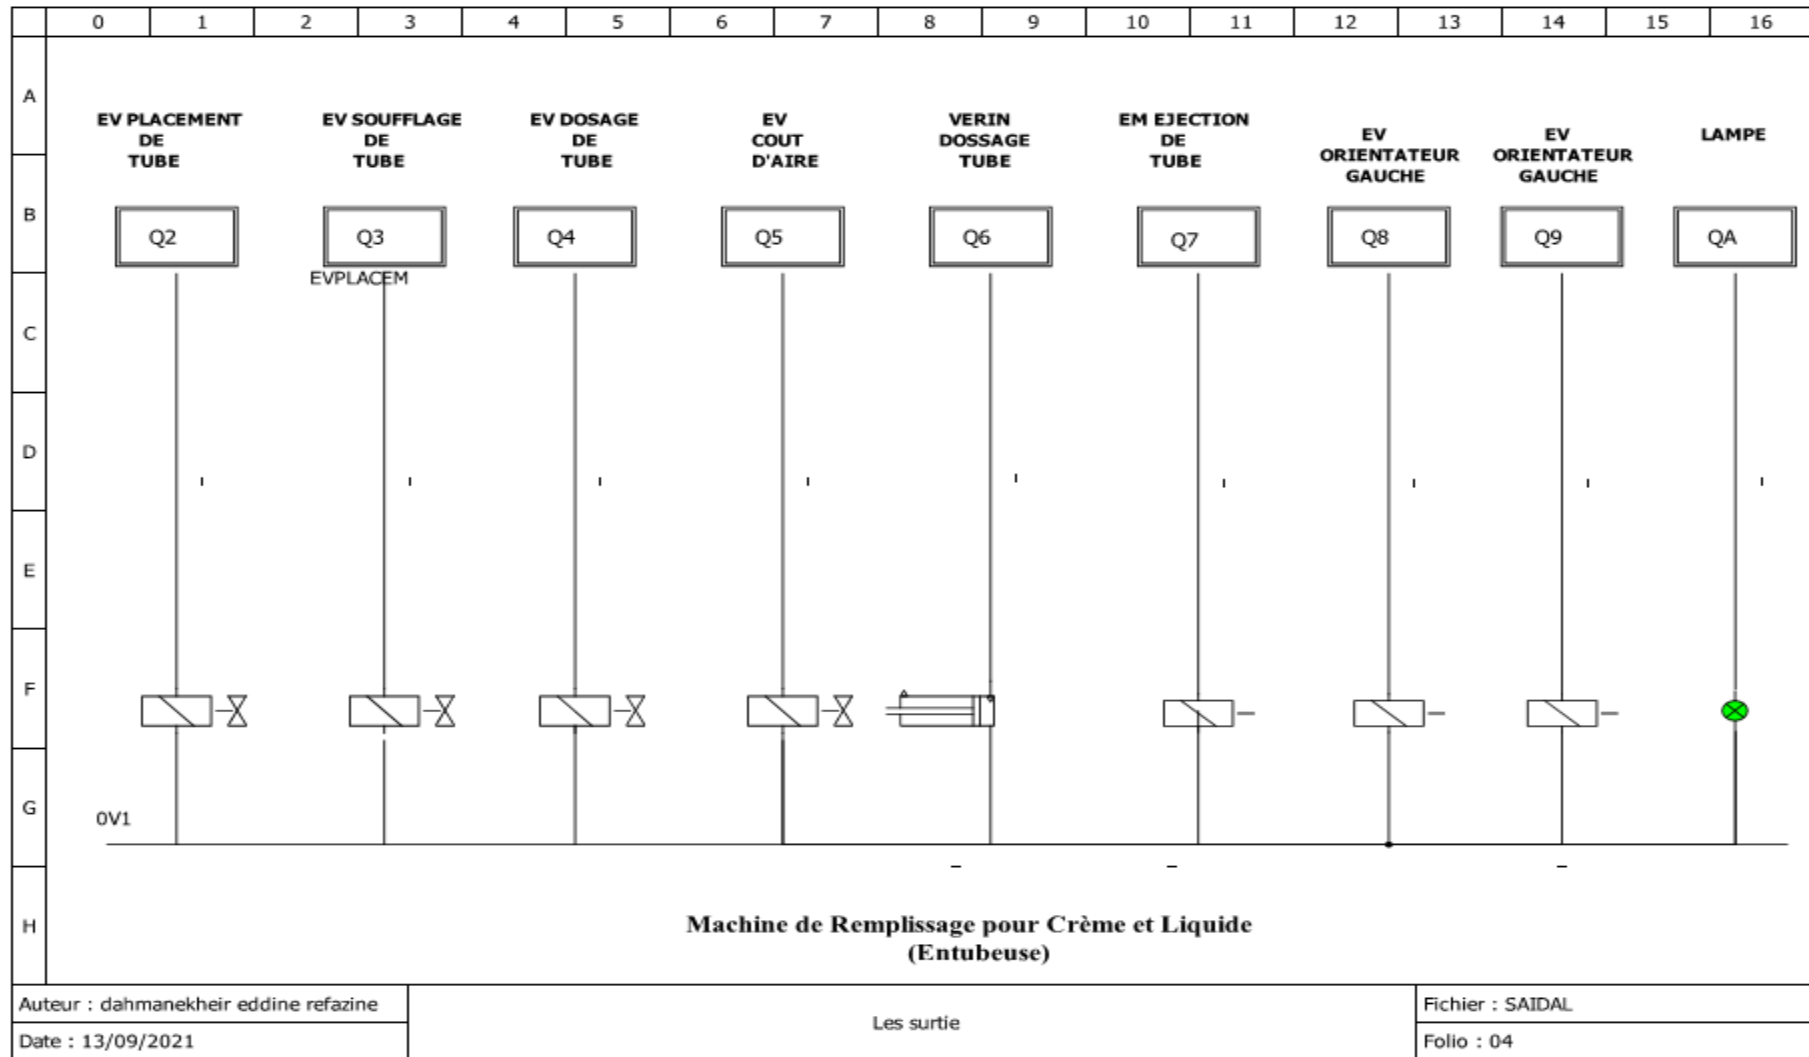 0 1 2 3 4 5 6 7 8 9 10 11 12 13 14 15 16
A
B
C
D
E
F
G
H
EV PLACEMENT
DE
TUBE
EV SOUFFLAGE
DE
TUBE
EV DOSAGE
DE
TUBE
EV
COUT
D'AIRE
VERIN
DOSSAGE
TUBE
EM EJECTION
DE
TUBE
EV
ORIENTATEUR
GAUCHE
EV
ORIENTATEUR
GAUCHE
LAMPE
Q2 Q3 Q4 Q5 Q6 Q7 Q8 Q9 QA
EVPLACEM
0V1
Machine de Remplissage pour Crème et Liquide
(Entubeuse)
Auteur : dahmanekheir eddine refazine
Date : 13/09/2021
Les surtie
Fichier : SAIDAL
Folio : 04